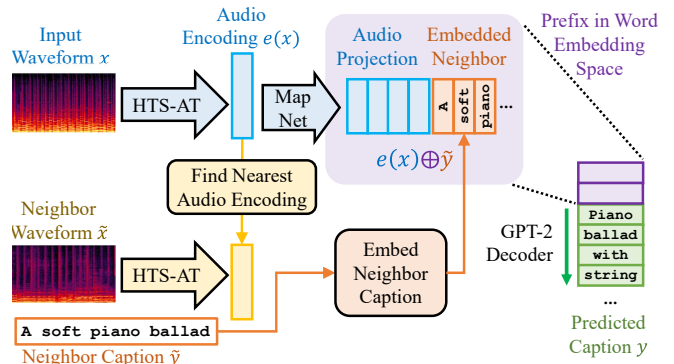 Input
Waveform x
HTS-AT
Audio
Encoding e(x)
Map
Net
Audio
Projection
Embedded
Neighbor
A
soft
piano
...
e(x)⊕ỹ
Prefix in Word
Embedding
Space
Find Nearest
Audio Encoding
Neighbor
Waveform x̃
HTS-AT
Embed
Neighbor
Caption
GPT-2
Decoder
Piano
ballad
with
string
...
Predicted
Caption y
A soft piano ballad
Neighbor Caption ỹ